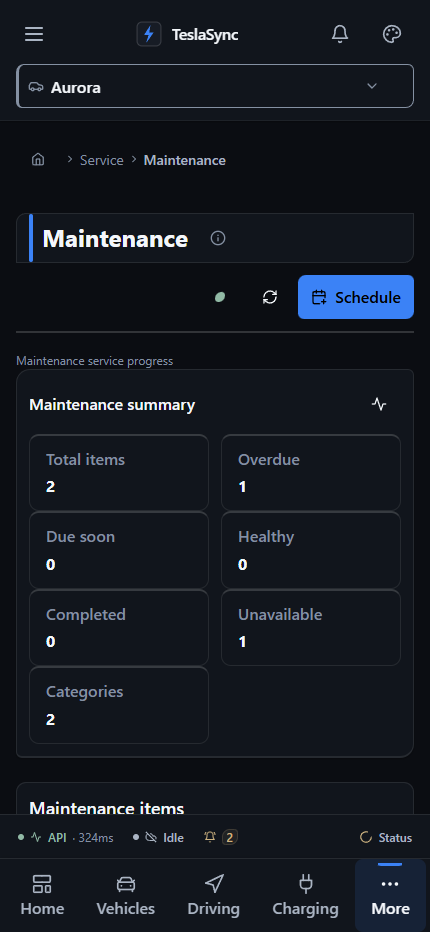 TeslaSync
Aurora
Service
Maintenance
Maintenance
Schedule
Maintenance service progress
Maintenance summary
Total items
2
Overdue
1
Due soon
0
Healthy
0
Completed
0
Unavailable
1
Categories
2
Maintenance items
API · 324ms
Idle
2
Status
Home
Vehicles
Driving
Charging
More